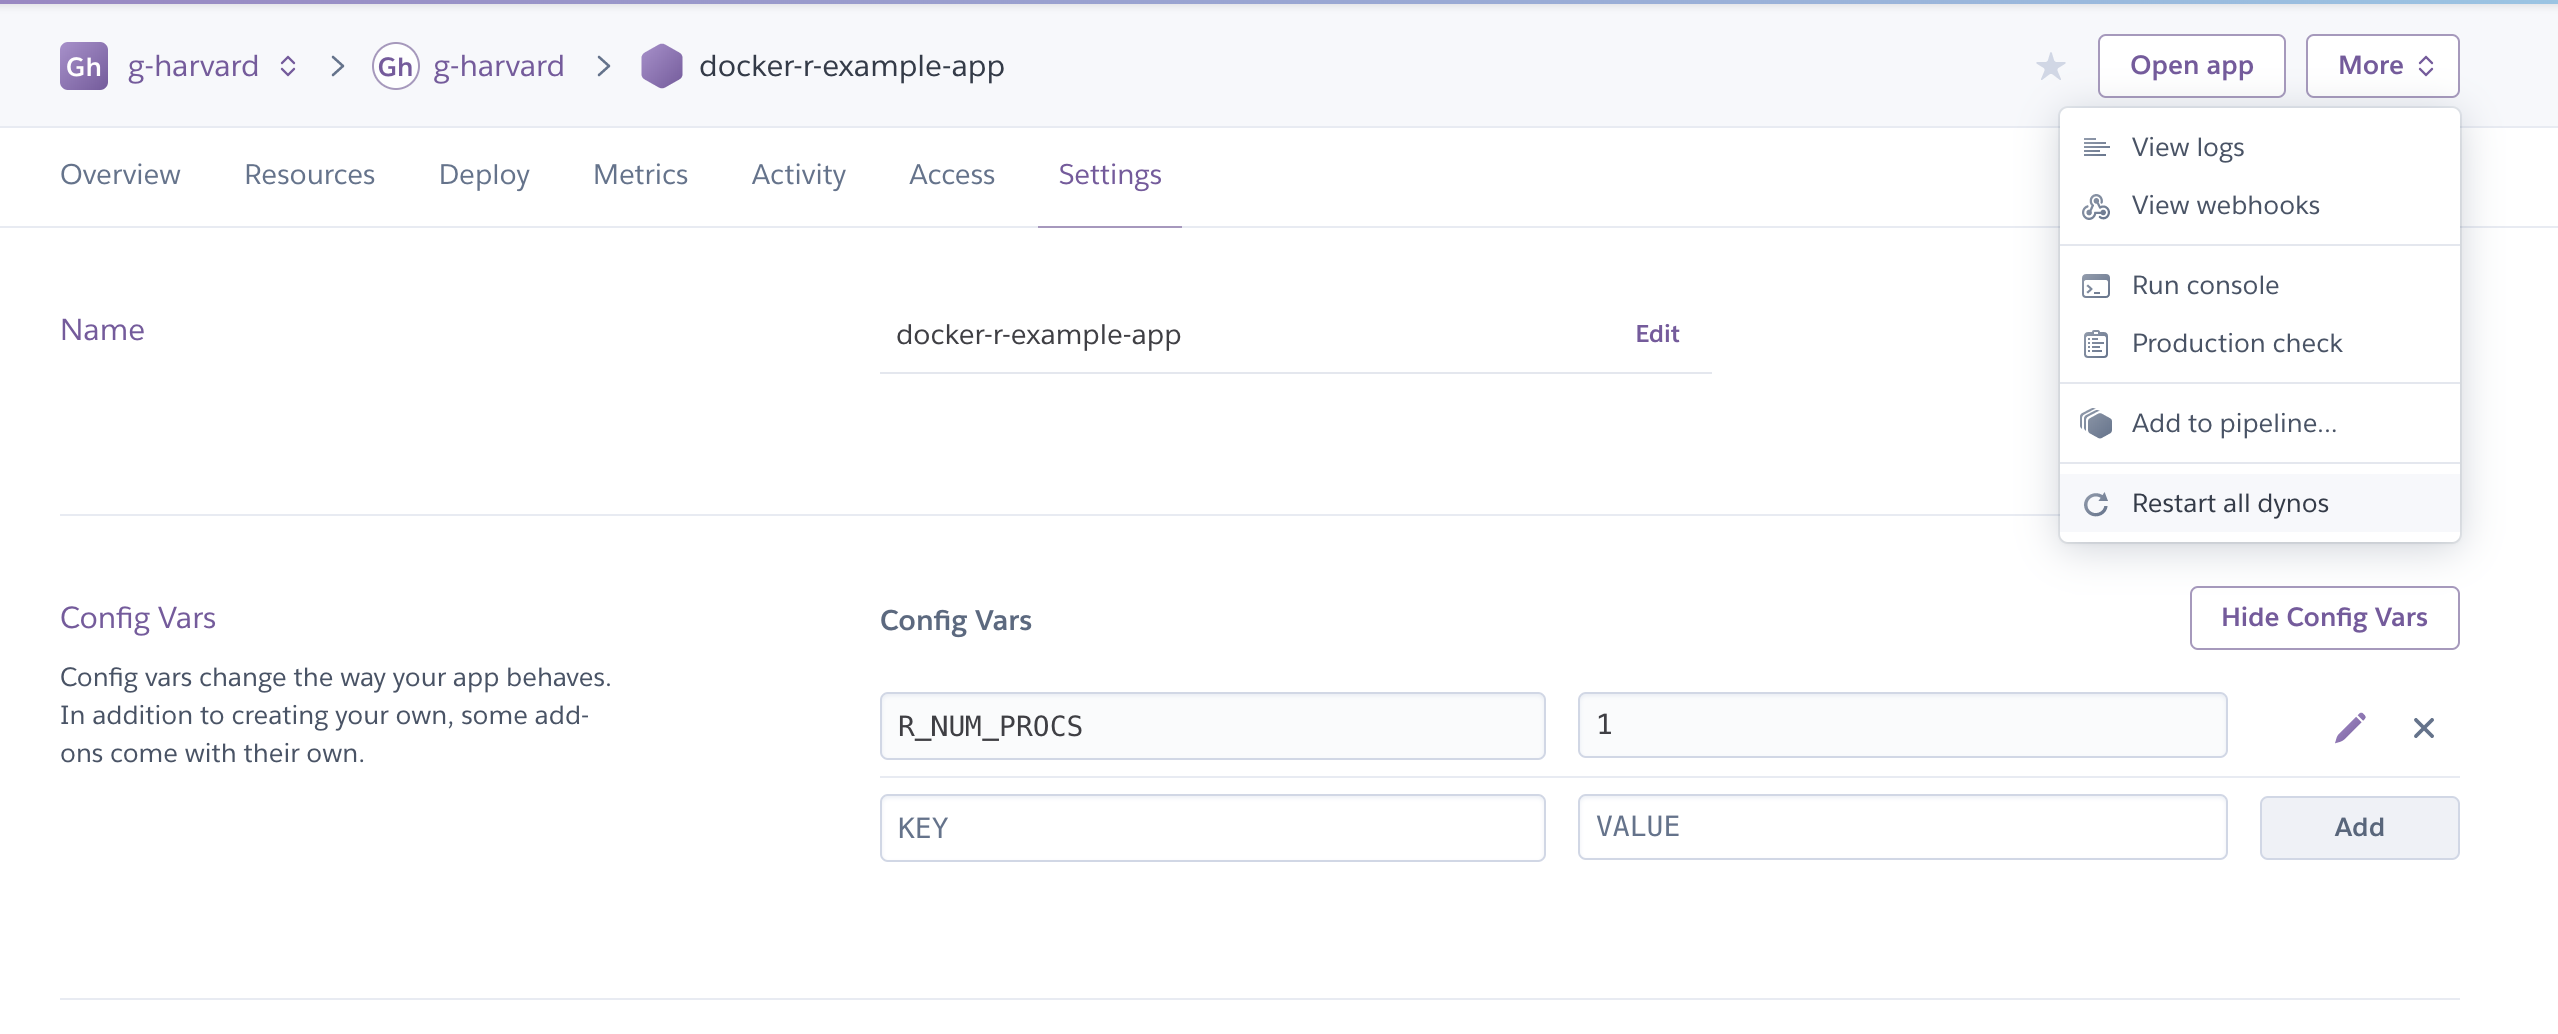 Gh g-harvard Gh g-harvard docker-r-example-app Open app More
Overview Resources Deploy Metrics Activity Access Settings
View logs
View webhooks
Run console
Production check
Add to pipeline...
Restart all dynos
Name docker-r-example-app Edit
Config Vars
Config vars change the way your app behaves.
In addition to creating your own, some add-
ons come with their own.
Config Vars Hide Config Vars
R_NUM_PROCS 1
KEY VALUE Add